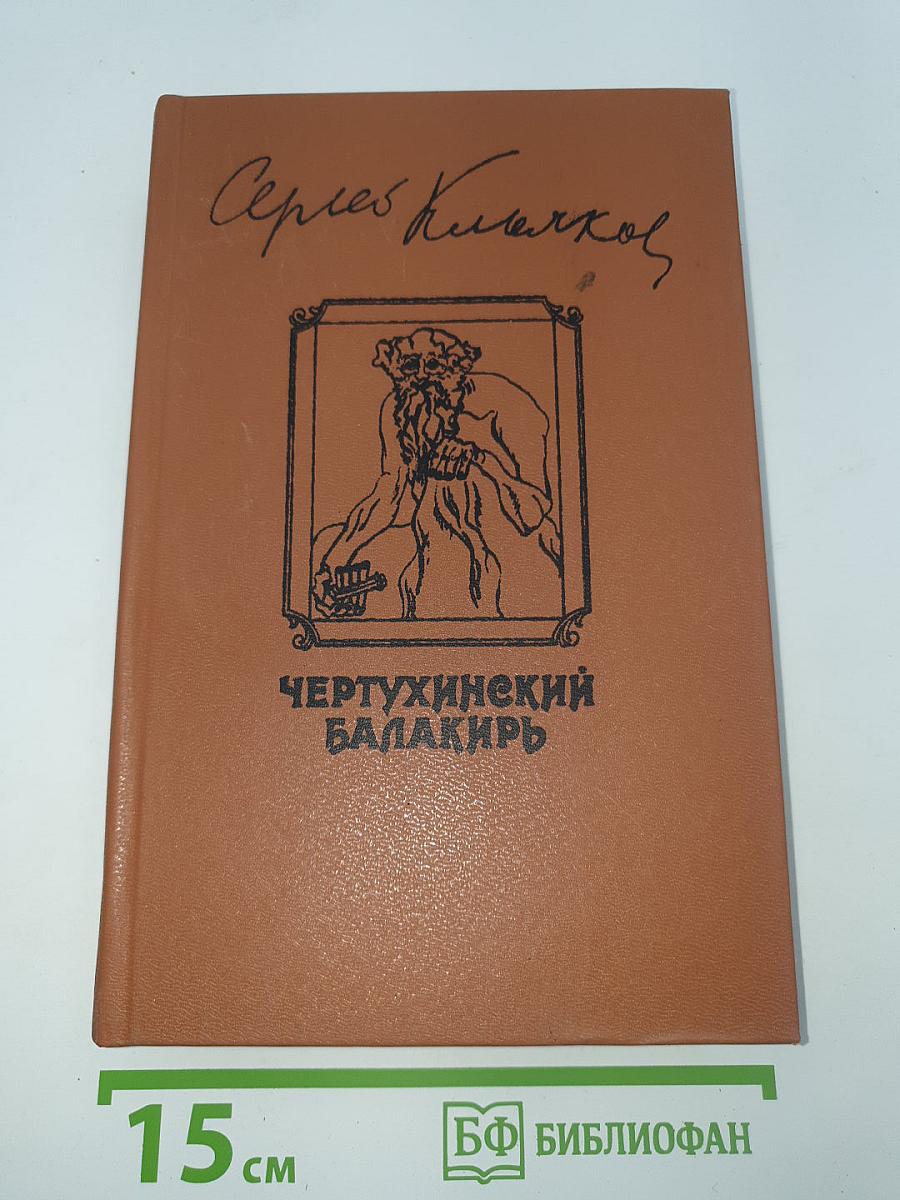 Сергей Клычков
ЧЕРТУХИНСКИЙ
БАЛАКИРЬ
15 см
БФ БИБЛИОФАН